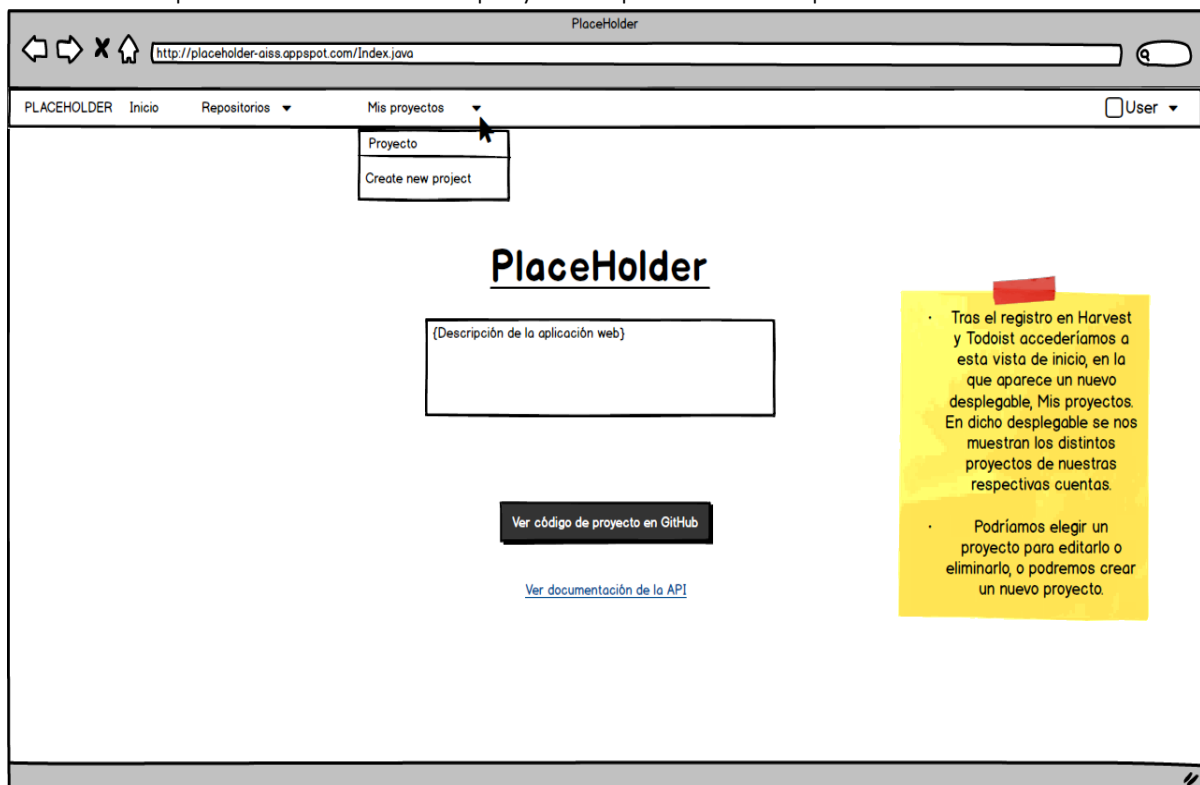 PlaceHolder
http://placeholder-aiss.appspot.com/Index.java
PLACEHOLDER Inicio Repositorios Mis proyectos User
Proyecto
Create new project
PlaceHolder
{Descripción de la aplicación web}
Ver código de proyecto en GitHub
Ver documentación de la API
· Tras el registro en Harvest
y Todoist accederíamos a
esta vista de inicio, en la
que aparece un nuevo
desplegable, Mis proyectos.
En dicho desplegable se nos
muestran los distintos
proyectos de nuestras
respectivas cuentas.
· Podríamos elegir un
proyecto para editarlo o
eliminarlo, o podremos crear
un nuevo proyecto.